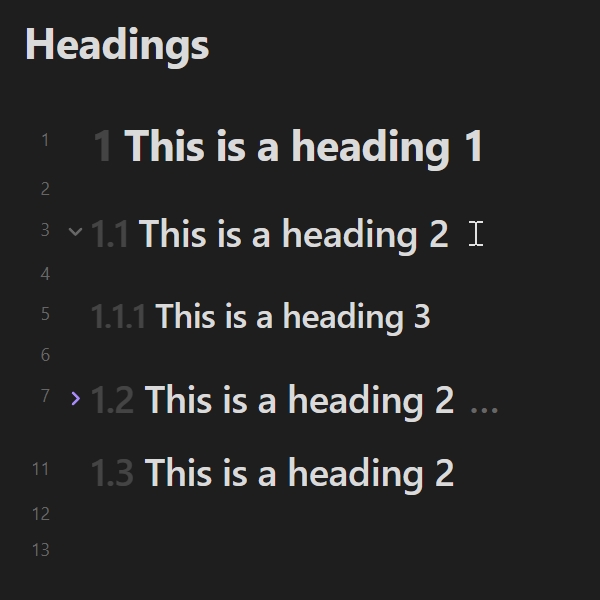 Headings
1 1 This is a heading 1
2
3 1.1 This is a heading 2
4
5 1.1.1 This is a heading 3
6
7 1.2 This is a heading 2 ...
11 1.3 This is a heading 2
12
13